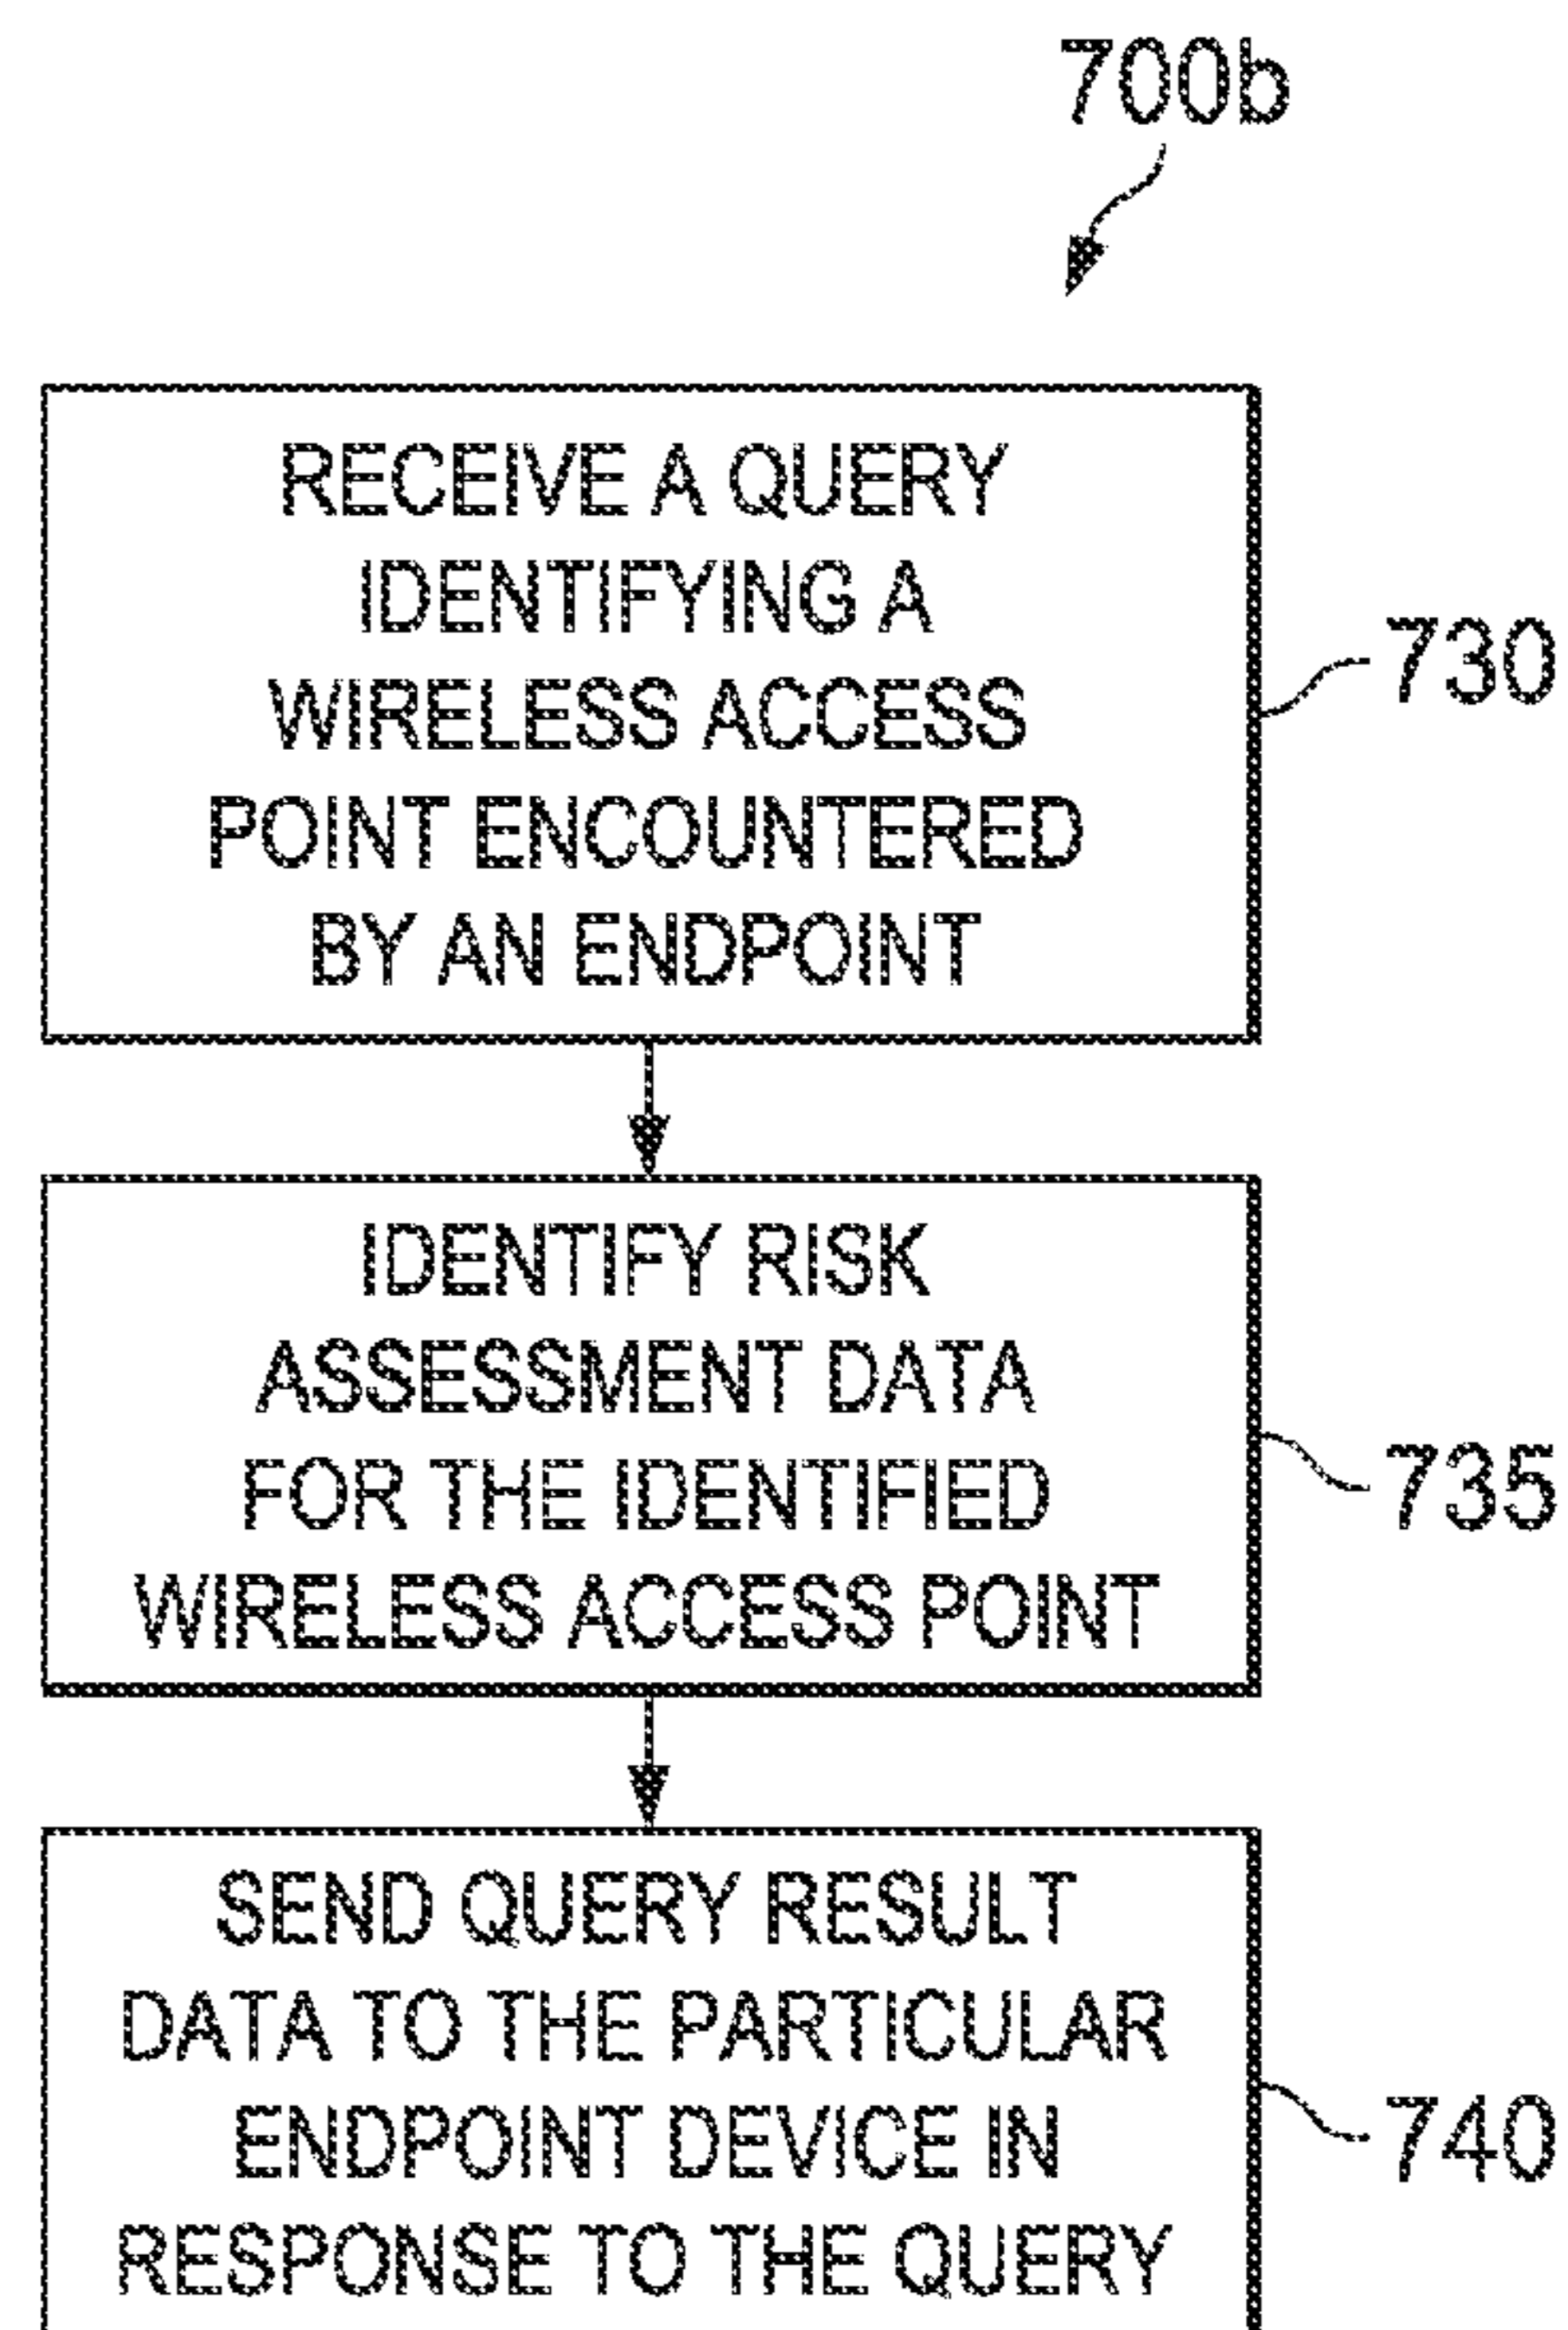 700b
RECEIVE A QUERY
IDENTIFYING A
WIRELESS ACCESS
POINT ENCOUNTERED
BY AN ENDPOINT
730
IDENTIFY RISK
ASSESSMENT DATA
FOR THE IDENTIFIED
WIRELESS ACCESS POINT
735
SEND QUERY RESULT
DATA TO THE PARTICULAR
ENDPOINT DEVICE IN
RESPONSE TO THE QUERY
740